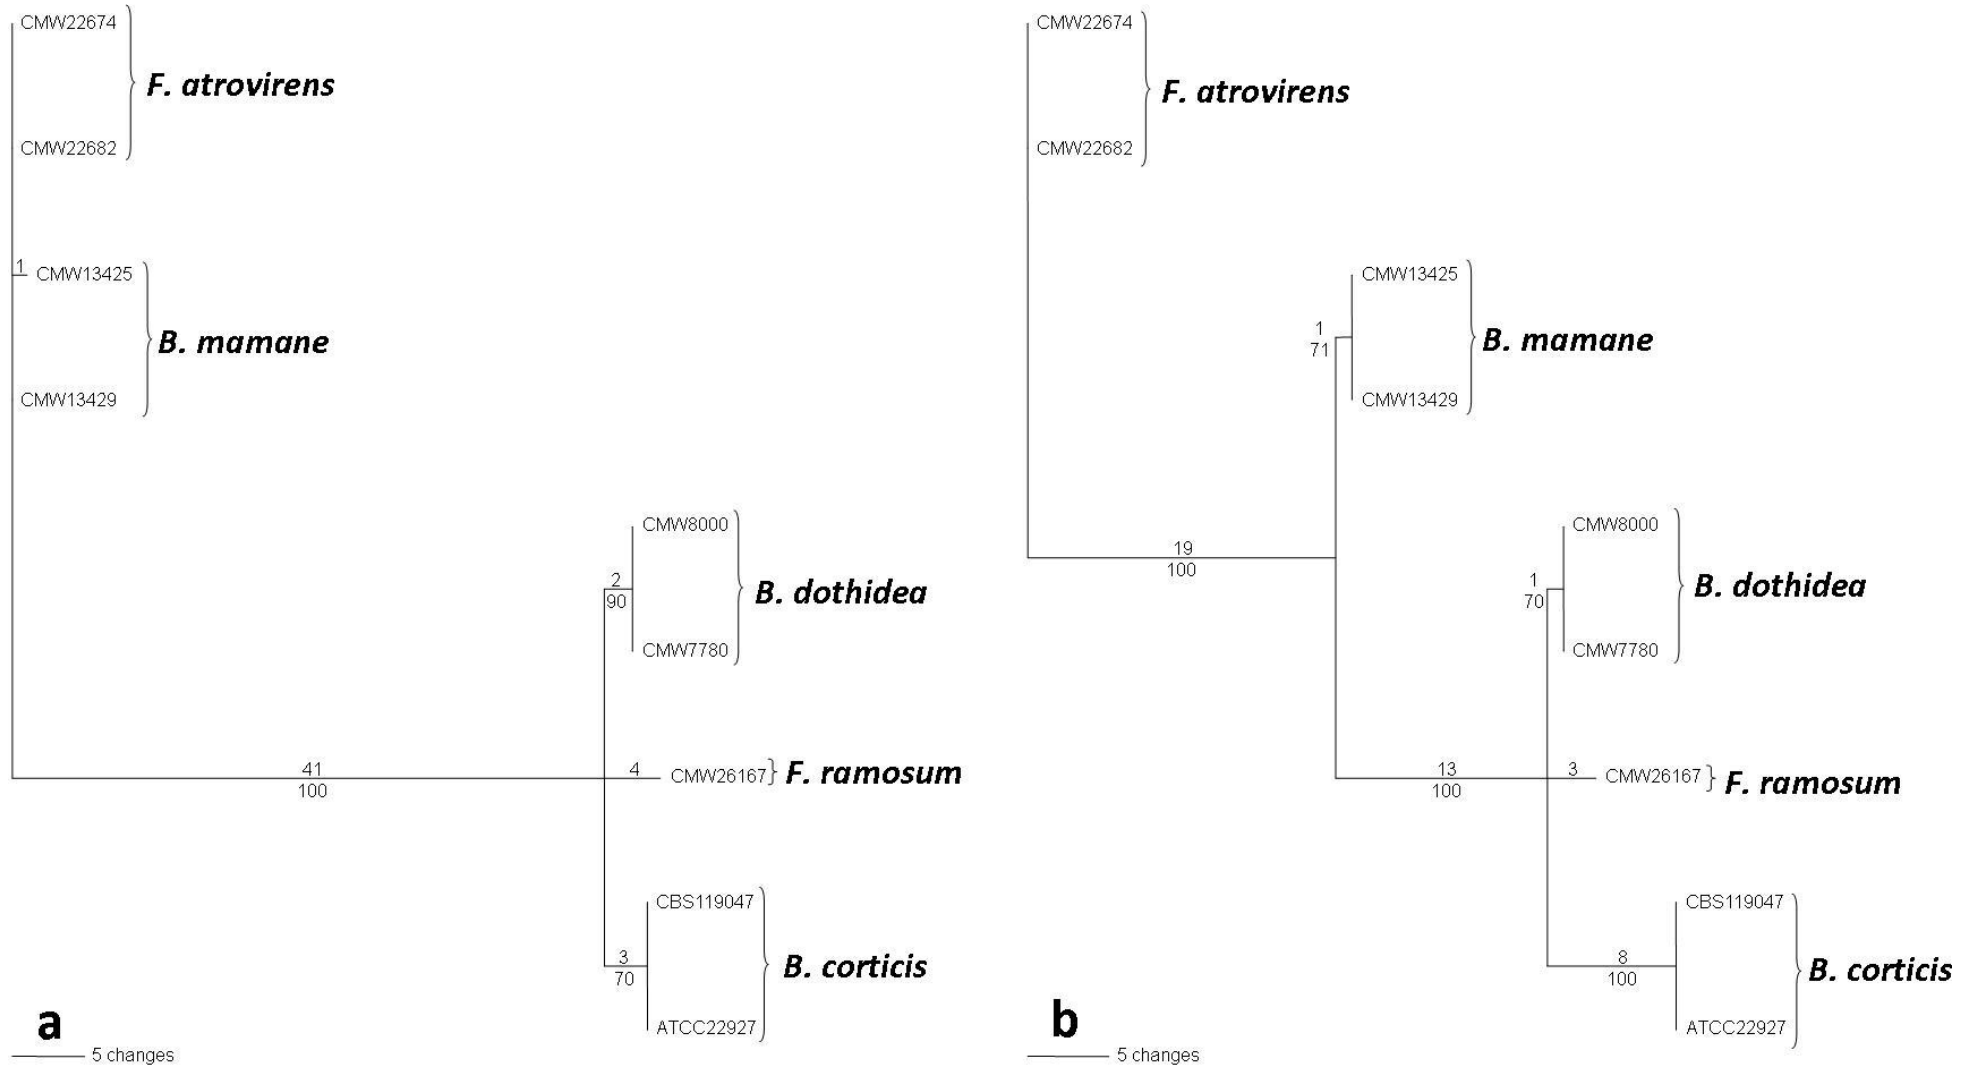 CMW22674
F. atrovirens
CMW22682
1
CMW13425
B. mamane
CMW13429
CMW8000
2
90
B. dothidea
CMW7780
41
100
4
CMW26167
F. ramosum
CBS119047
3
70
B. corticis
ATCC22927
a
5 changes
CMW22674
F. atrovirens
CMW22682
CMW13425
1
71
B. mamane
CMW13429
19
100
CMW8000
1
70
B. dothidea
CMW7780
13
100
3
CMW26167
F. ramosum
CBS119047
8
100
B. corticis
ATCC22927
b
5 changes